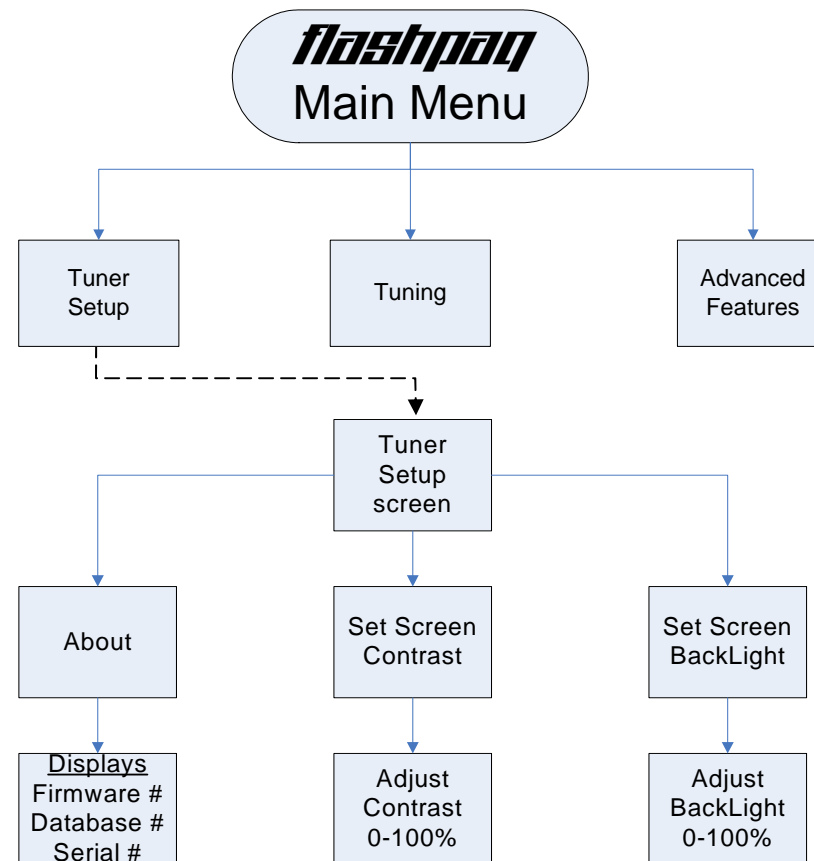 flashpaq
Main Menu
Tuner
Setup
Tuning
Advanced
Features
Tuner
Setup
screen
About
Set Screen
Contrast
Set Screen
BackLight
Displays
Firmware #
Database #
Serial #
Adjust
Contrast
0-100%
Adjust
BackLight
0-100%